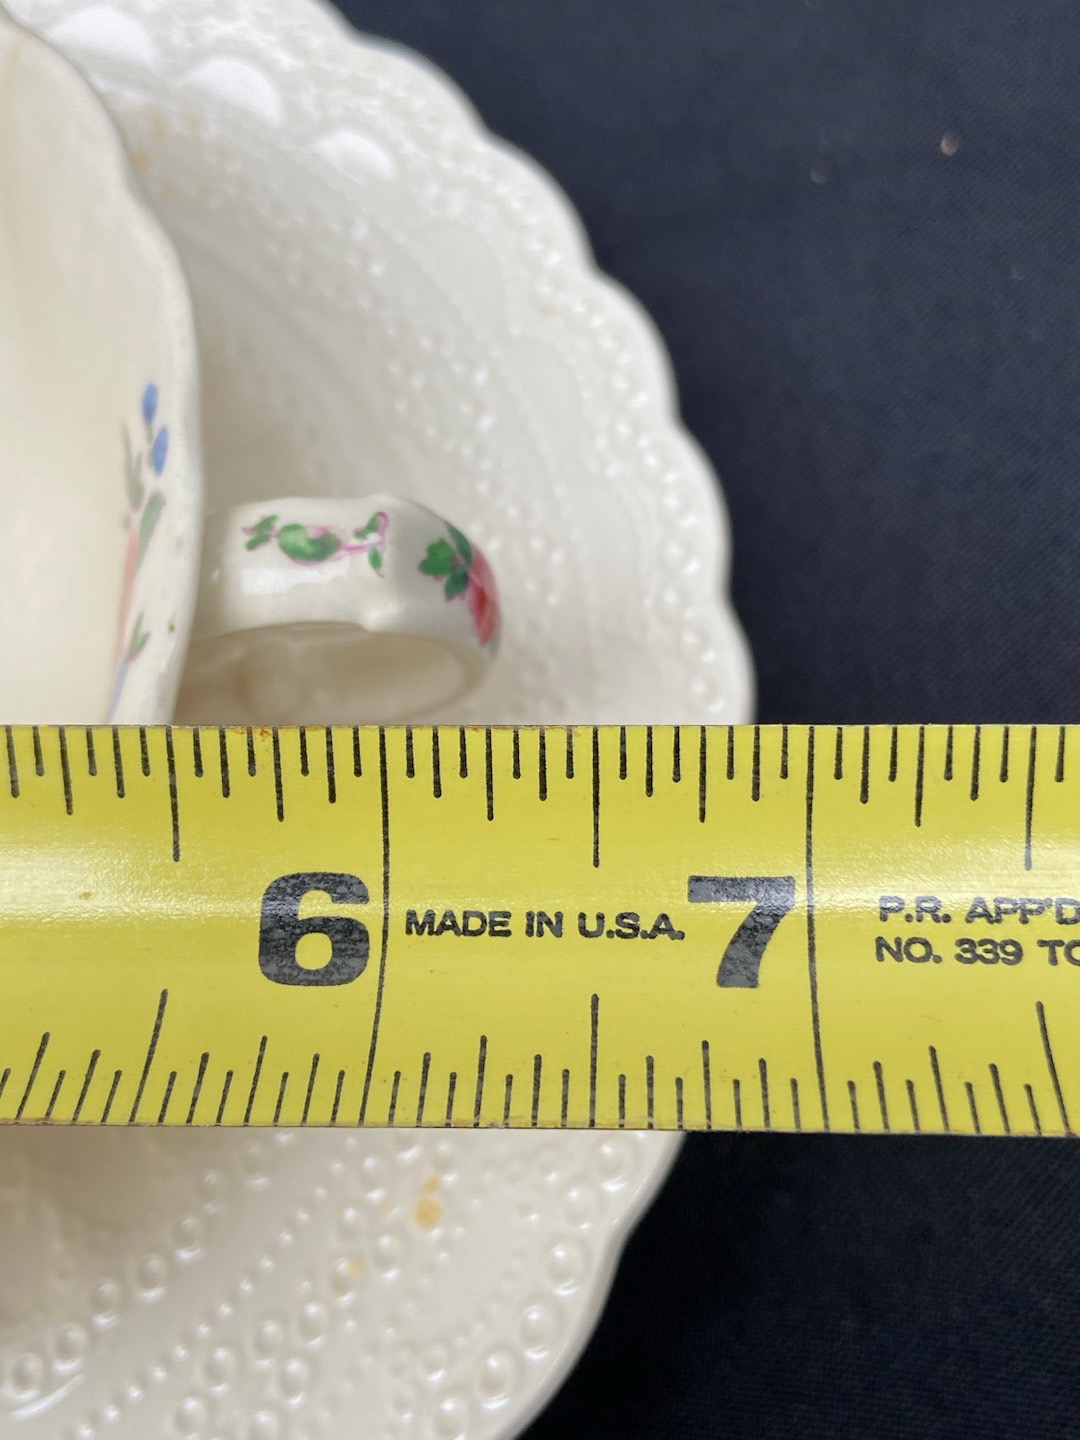 6 MADE IN U.S.A. 7 P.R. APP'D
NO. 339 TO